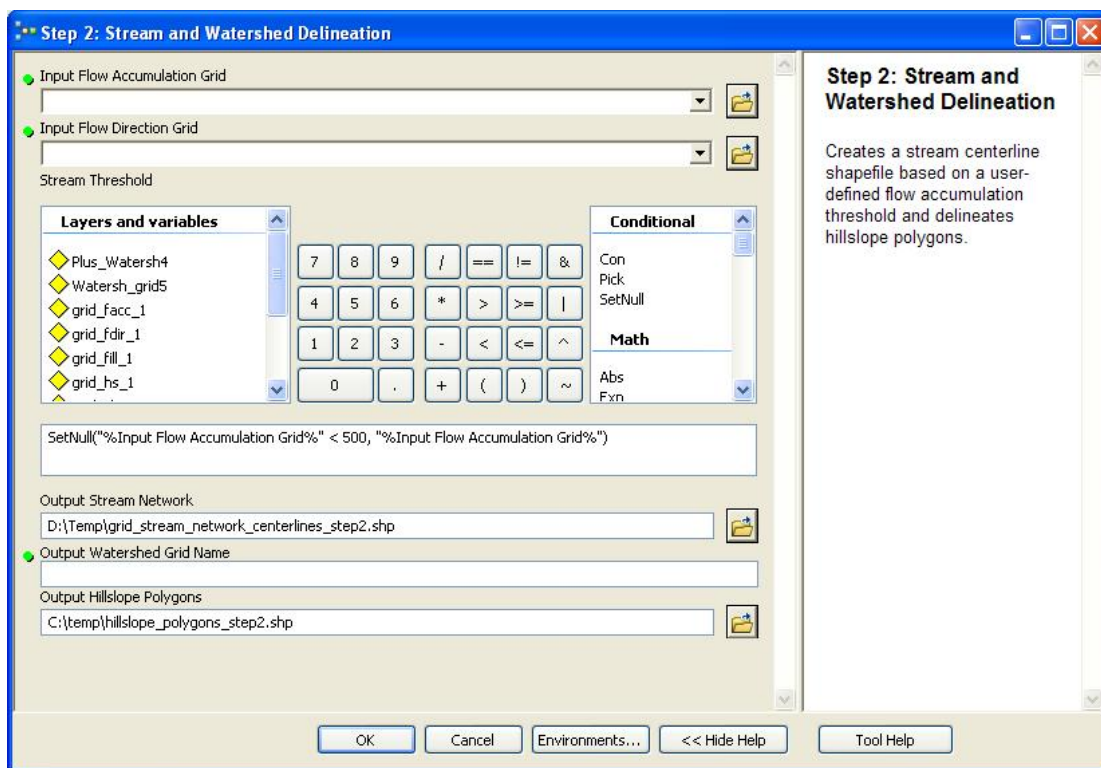 Step 2: Stream and Watershed Delineation
Input Flow Accumulation Grid
Input Flow Direction Grid
Stream Threshold
Layers and variables
Plus_Watersh4
Watersh_grid5
grid_facc_1
grid_fdir_1
grid_fill_1
grid_hs_1
7 8 9 / == != &
4 5 6 * > >= |
1 2 3 - < <= ^
0 . + ( ) ~
Conditional
Con
Pick
SetNull
Math
Abs
Exp
SetNull("%Input Flow Accumulation Grid%" < 500, "%Input Flow Accumulation Grid%")
Output Stream Network
D:\Temp\grid_stream_network_centerlines_step2.shp
Output Watershed Grid Name
Output Hillslope Polygons
C:\temp\hillslope_polygons_step2.shp
OK Cancel Environments... << Hide Help Tool Help
Step 2: Stream and
Watershed Delineation
Creates a stream centerline
shapefile based on a user-
defined flow accumulation
threshold and delineates
hillslope polygons.